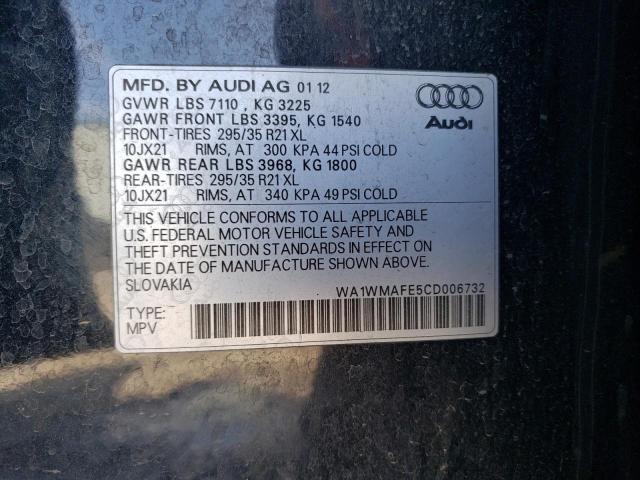 MFD. BY AUDI AG 01 12
GVWR LBS 7110 , KG 3225
GAWR FRONT LBS 3395, KG 1540
FRONT-TIRES 295/35 R21 XL
10JX21 RIMS, AT 300 KPA 44 PSI COLD
GAWR REAR LBS 3968, KG 1800
REAR-TIRES 295/35 R21 XL
10JX21 RIMS, AT 340 KPA 49 PSI COLD
Audi
THIS VEHICLE CONFORMS TO ALL APPLICABLE
U.S. FEDERAL MOTOR VEHICLE SAFETY AND
THEFT PREVENTION STANDARDS IN EFFECT ON
THE DATE OF MANUFACTURE SHOWN ABOVE.
SLOVAKIA
WA1WMAFE5CD006732
TYPE:
MPV